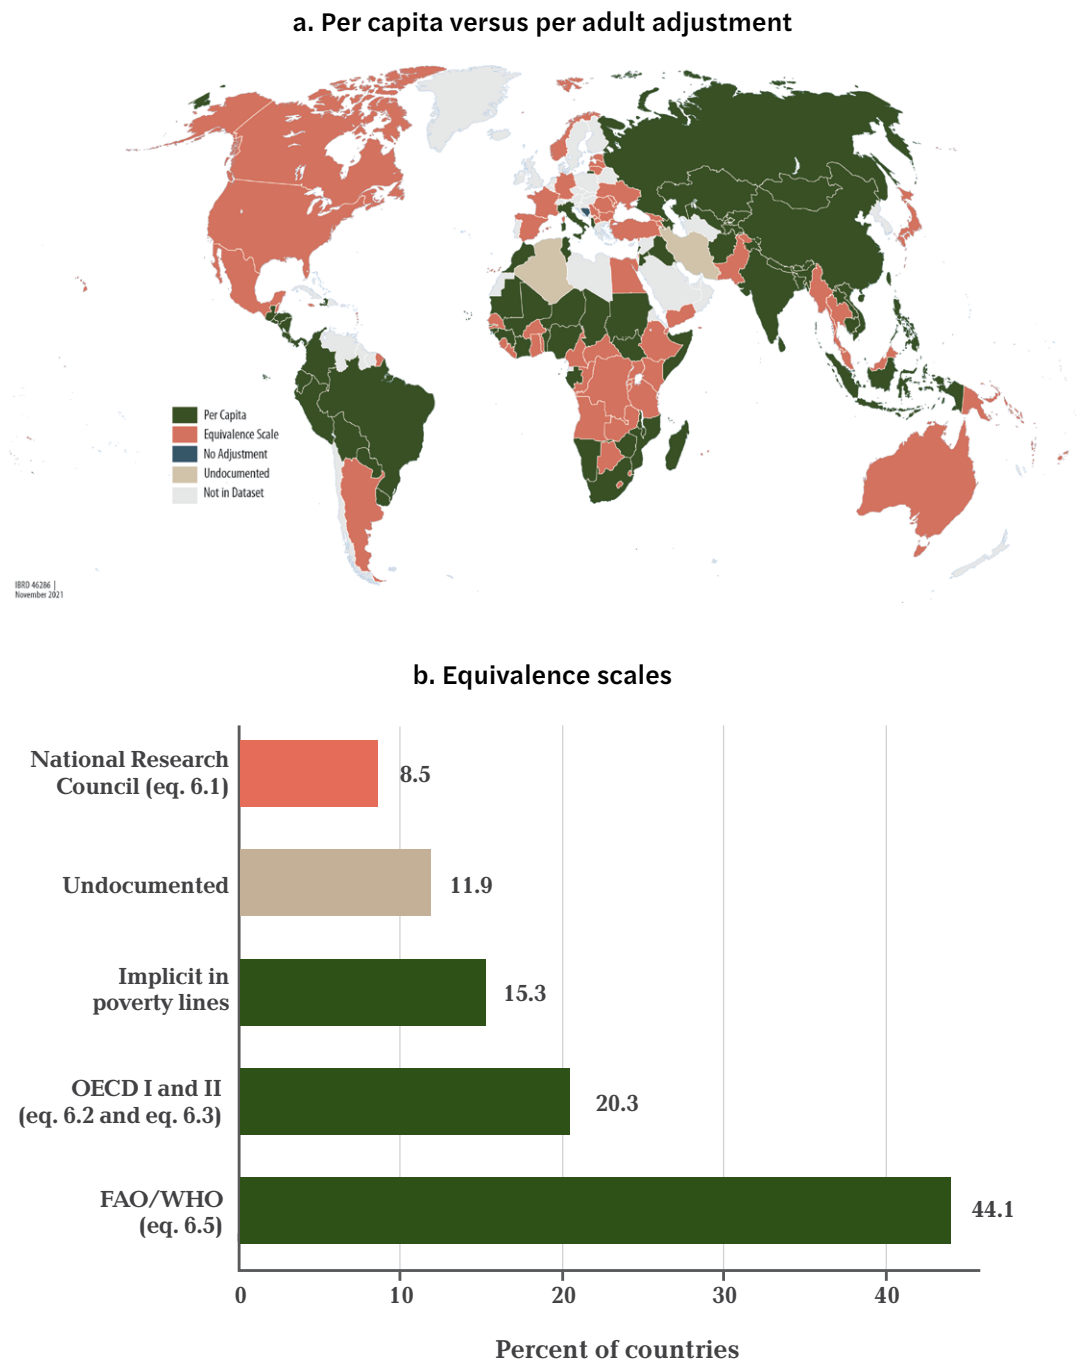 a. Per capita versus per adult adjustment
Per Capita
Equivalence Scale
No Adjustment
Undocumented
Not in Dataset
IBRD 46286 |
November 2021
b. Equivalence scales
National Research
Council (eq. 6.1)
8.5
Undocumented
11.9
Implicit in
poverty lines
15.3
OECD I and II
(eq. 6.2 and eq. 6.3)
20.3
FAO/WHO
(eq. 6.5)
44.1
0 10 20 30 40
Percent of countries